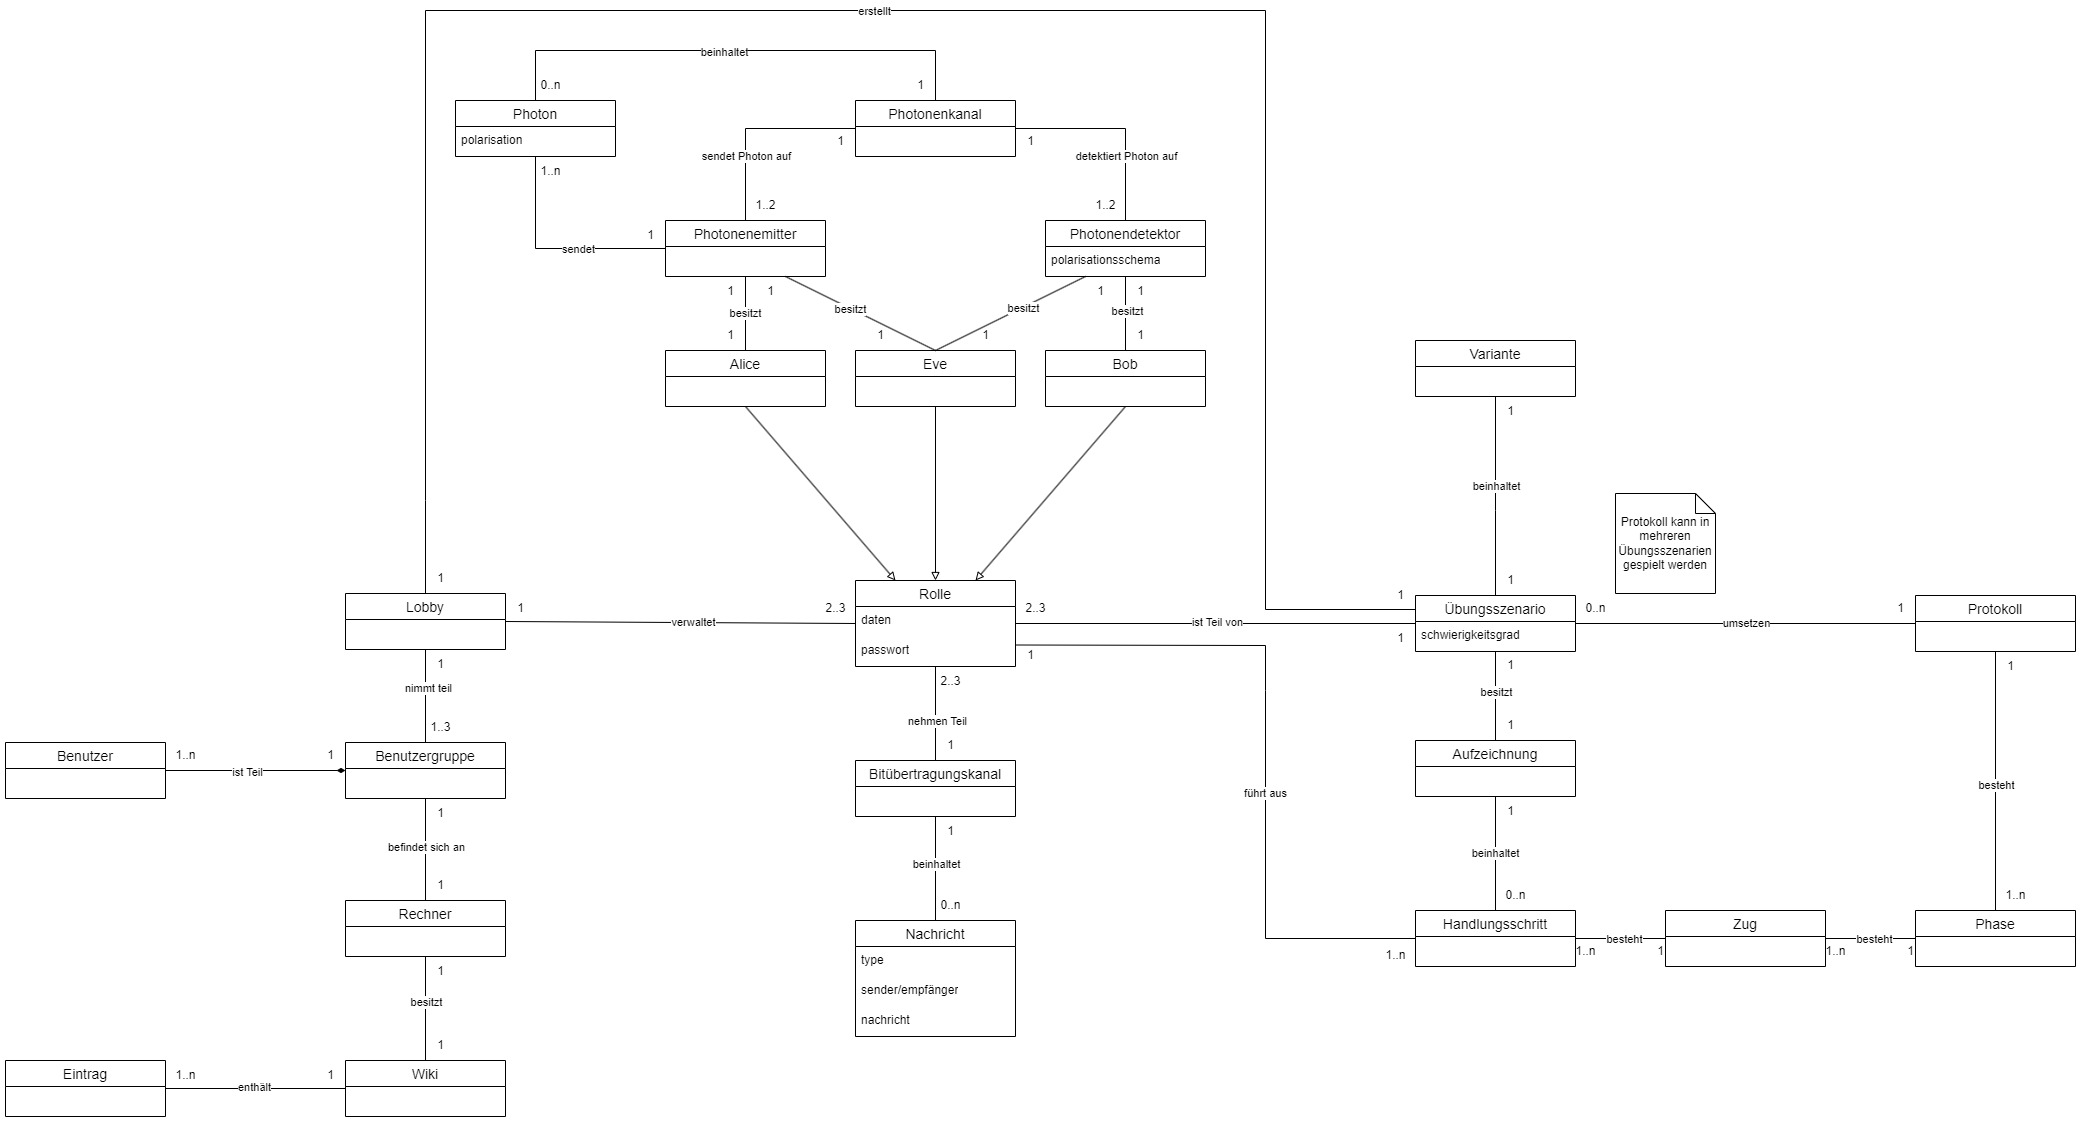 erstellt
beinhaltet
0..n
1
Photon
polarisation
Photonenkanal
1
1
sendet Photon auf
detektiert Photon auf
1..n
1..2
1..2
Photonenemitter
Photonendetektor
polarisationsschema
1
sendet
1
1
1
1
besitzt
besitzt
besitzt
besitzt
1
1
1
1
Alice
Eve
Bob
Variante
1
beinhaltet
Protokoll kann in
mehreren
Übungsszenarien
gespielt werden
1
1
Lobby
1
verwaltet
2..3
Rolle
daten
passwort
2..3
ist Teil von
1
1
1
Übungsszenario
schwierigkeitsgrad
0..n
umsetzen
1
Protokoll
1
nimmt teil
1..3
2..3
nehmen Teil
1
1
besitzt
1
1
Benutzer
1..n
ist Teil
1
Benutzergruppe
Bitübertragungskanal
Aufzeichnung
besteht
führt aus
1
befindet sich an
1
1
beinhaltet
0..n
1
beinhaltet
0..n
1..n
Rechner
Nachricht
type
sender/empfänger
nachricht
1..n
Handlungsschritt
1..n
besteht
1
Zug
1..n
besteht
1
Phase
1
besitzt
1
Eintrag
1..n
enthält
1
Wiki